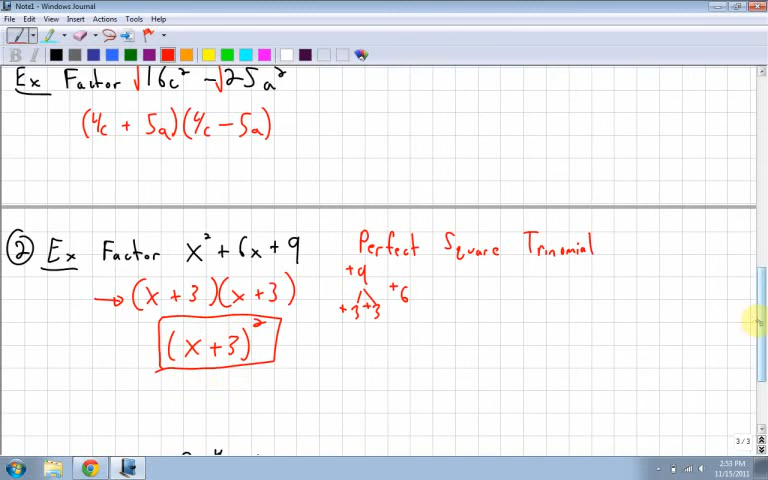 Note1 - Windows Journal
File Edit View Insert Actions Tools Help
B I
Ex Factor √16c² - √25a²
(4c + 5a)(4c - 5a)
② Ex Factor x² + 6x + 9 Perfect Square Trinomial
+9
→ (x + 3)(x + 3) +3 +3 +6
(x + 3)²
3 / 3
2:53 PM
11/15/2011